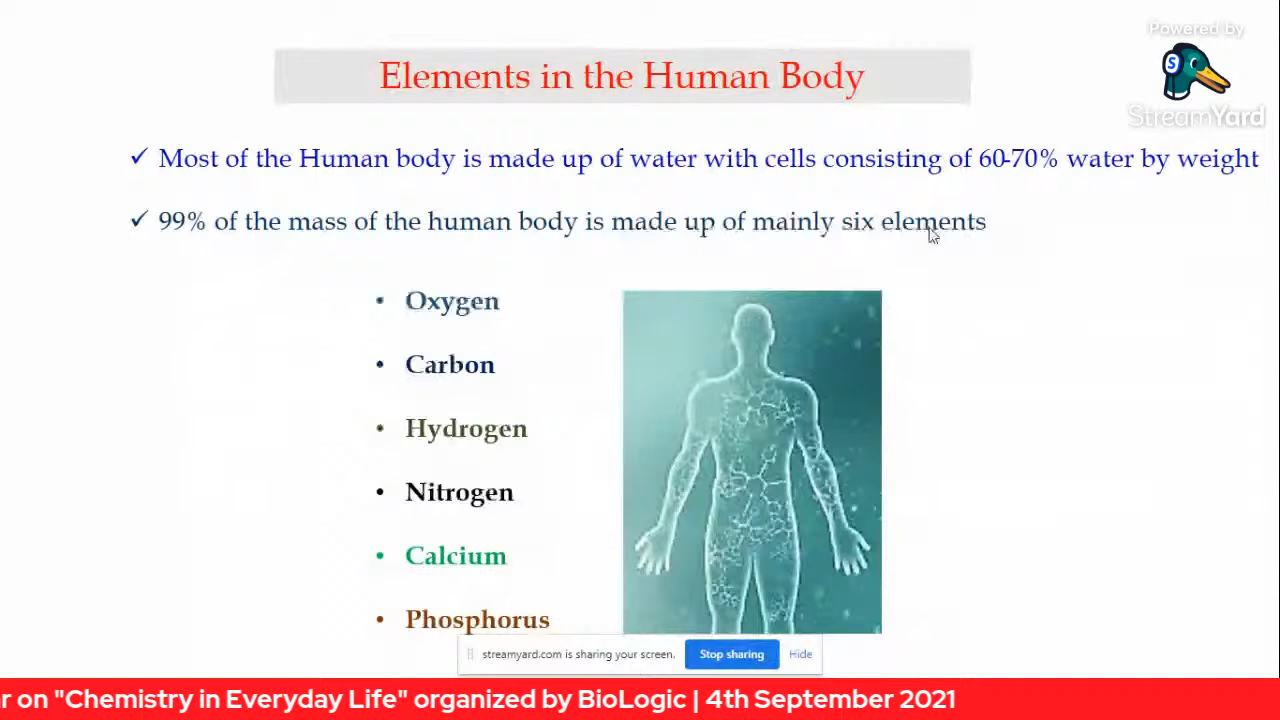 Powered by
StreamYard
Elements in the Human Body
✓ Most of the Human body is made up of water with cells consisting of 60-70% water by weight
✓ 99% of the mass of the human body is made up of mainly six elements
• Oxygen
• Carbon
• Hydrogen
• Nitrogen
• Calcium
• Phosphorus
streamyard.com is sharing your screen. Stop sharing Hide
r on "Chemistry in Everyday Life" organized by BioLogic | 4th September 2021